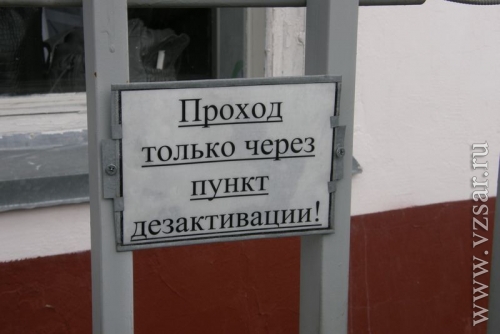 Проход
только через
пункт
дезактивации!
www.vzsar.ru